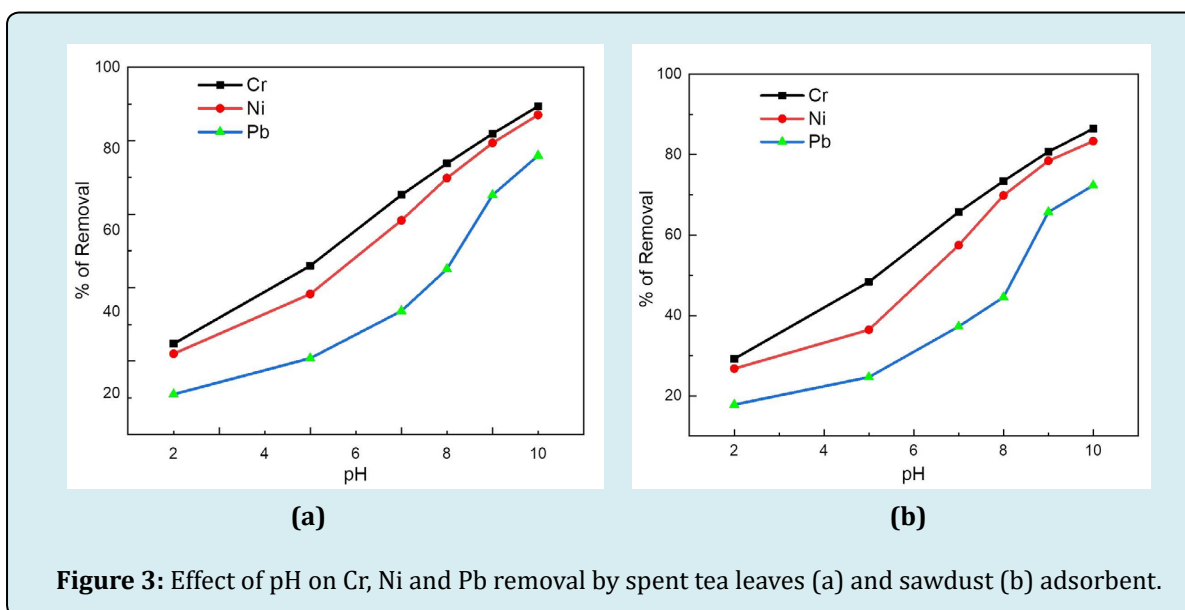 100
80
60
40
20
% of Removal
Cr
Ni
Pb
2 4 6 8 10
pH
(a)
100
80
60
40
20
% of Removal
Cr
Ni
Pb
2 4 6 8 10
pH
(b)
Figure 3: Effect of pH on Cr, Ni and Pb removal by spent tea leaves (a) and sawdust (b) adsorbent.